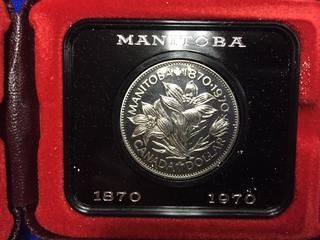 MANITOBA
MANITOBA 1870-1970
CANADA DOLLAR
1870 1970